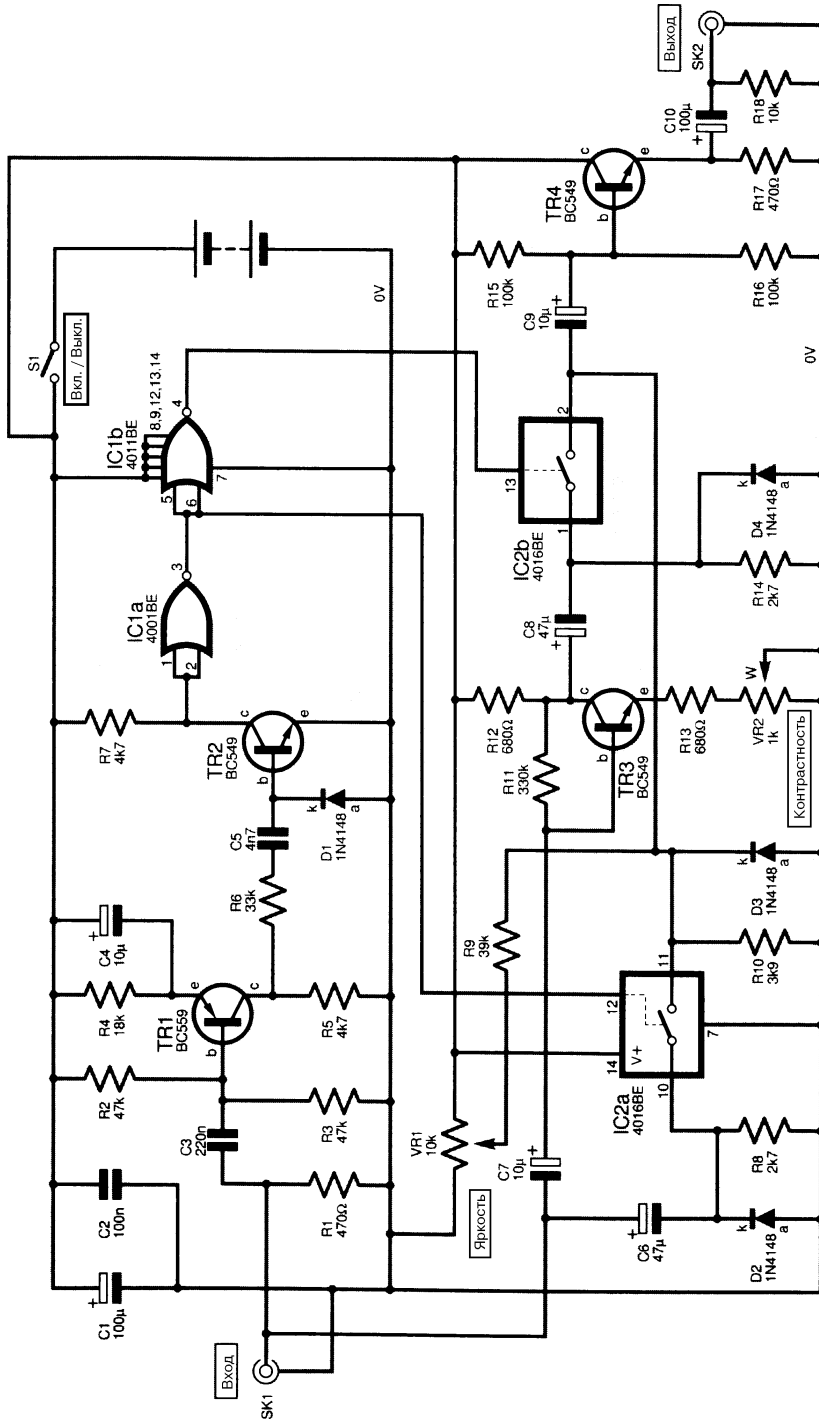 Вход
SK1
C1
100µ
+
C2
100n
R1
470Ω
C3
220n
R2
47k
R3
47k
TR1
BC559
b
e
c
R4
18k
R5
4k7
C4
10µ
+
R6
33k
C5
4n7
D1
1N4148
k
a
TR2
BC549
b
c
e
R7
4k7
IC1a
4001BE
1
2
3
IC1b
4011BE
5
6
4
7
8,9,12,13,14
S1
Вкл. / Выкл.
0V
Яркость
VR1
10k
C6
47µ
+
D2
1N4148
k
a
R8
2k7
C7
10µ
+
IC2a
4016BE
10
14
V+
12
11
7
R9
39k
R10
3k9
D3
1N4148
k
a
R11
330k
R12
680Ω
TR3
BC549
b
c
e
R13
680Ω
VR2
1k
W
Контрастность
C8
47µ
+
R14
2k7
D4
1N4148
k
a
IC2b
4016BE
1
13
2
C9
10µ
+
R15
100k
R16
100k
TR4
BC549
b
c
e
R17
470Ω
C10
100µ
+
R18
10k
Выход
SK2
0V